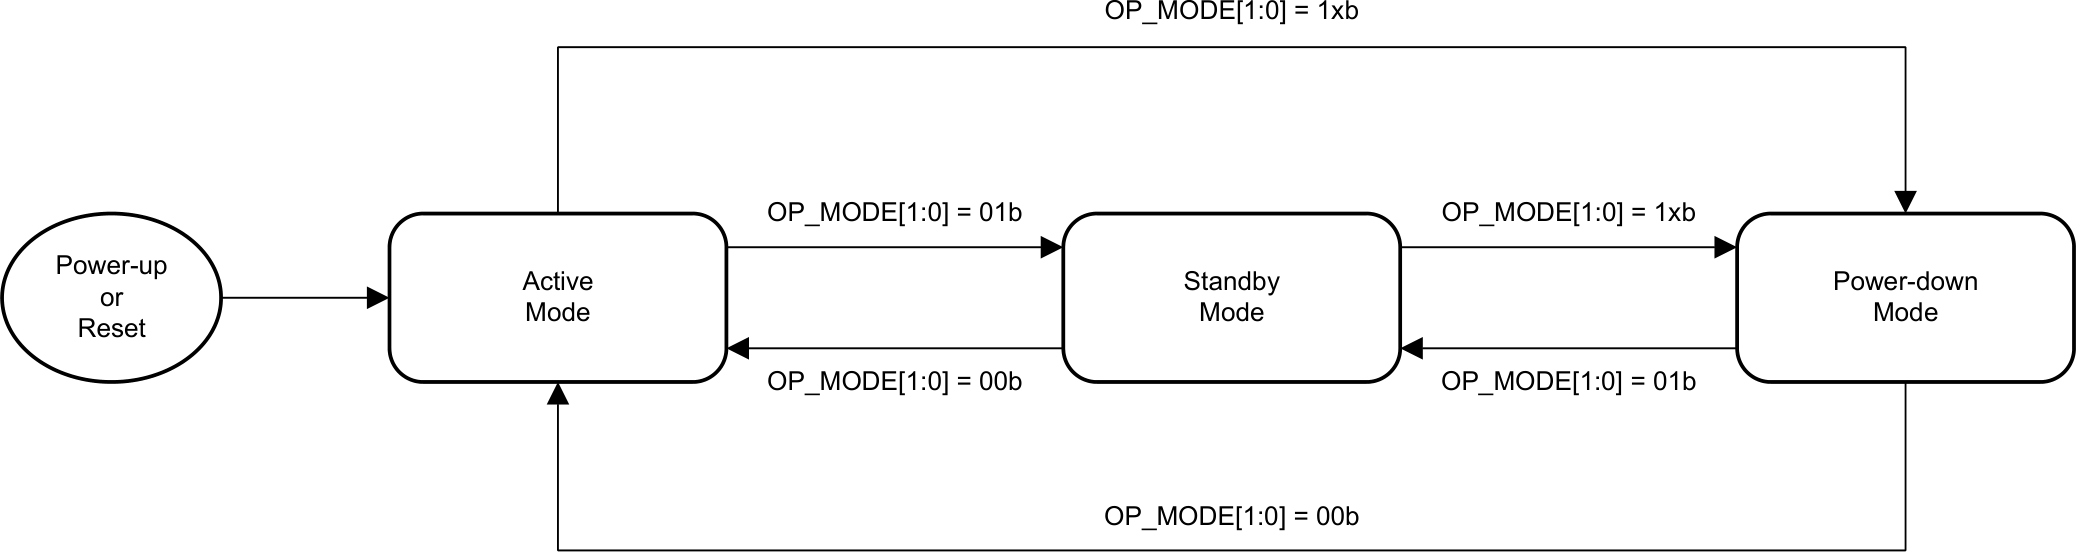 OP_MODE[1:0] = 1xb
OP_MODE[1:0] = 01b
OP_MODE[1:0] = 1xb
Power-up
or
Reset
Active
Mode
Standby
Mode
Power-down
Mode
OP_MODE[1:0] = 00b
OP_MODE[1:0] = 01b
OP_MODE[1:0] = 00b